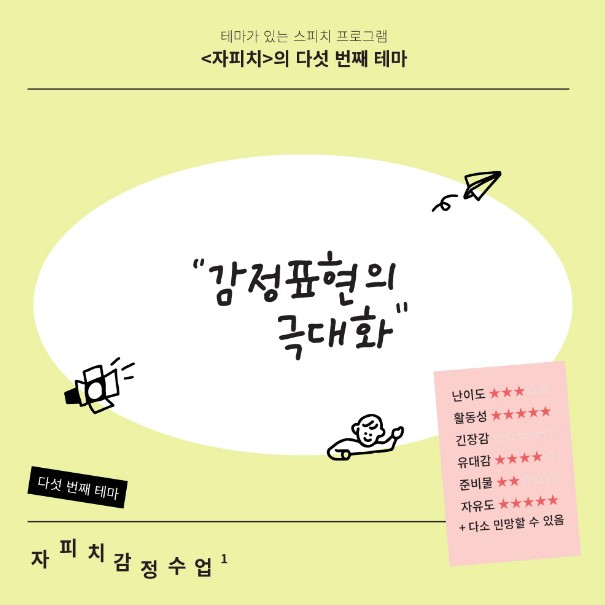 테마가 있는 스피치 프로그램
<자피치>의 다섯 번째 테마
"감정표현의
극대화"
난이도 ★★★☆☆
활동성 ★★★★★
긴장감 ☆☆☆☆☆
유대감 ★★★★☆
준비물 ★★☆☆☆
자유도 ★★★★★
+ 다소 민망할 수 있음
다섯 번째 테마
자피치감정수업¹